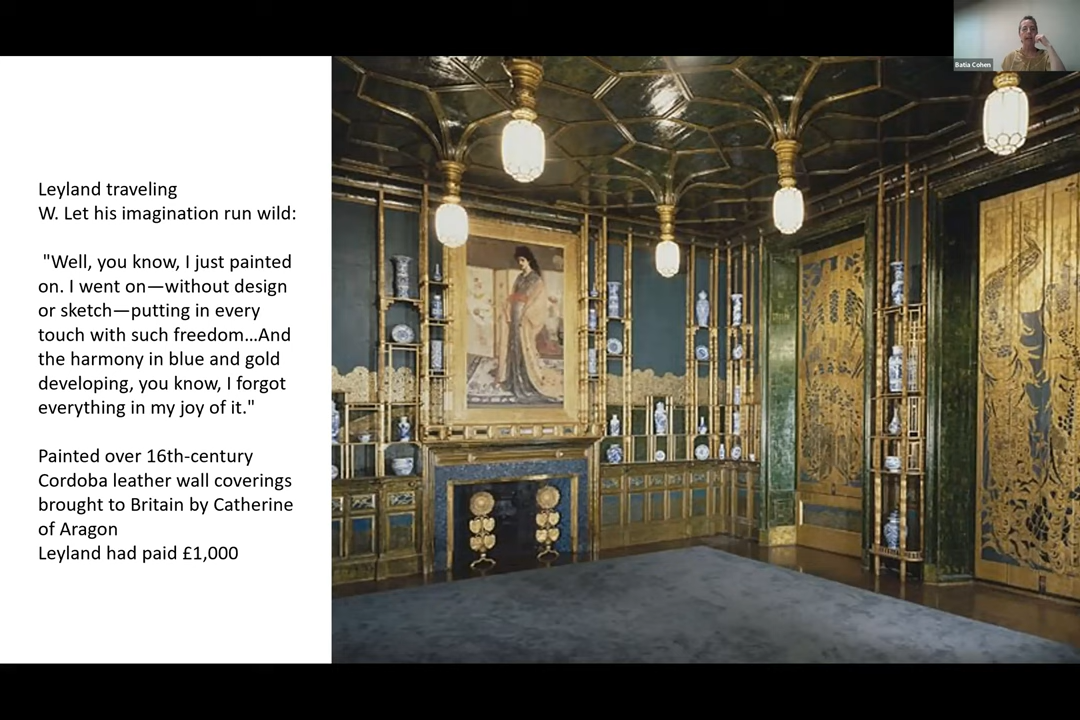 Batia Cohen
Leyland traveling
W. Let his imagination run wild:
"Well, you know, I just painted
on. I went on—without design
or sketch—putting in every
touch with such freedom...And
the harmony in blue and gold
developing, you know, I forgot
everything in my joy of it."
Painted over 16th-century
Cordoba leather wall coverings
brought to Britain by Catherine
of Aragon
Leyland had paid £1,000